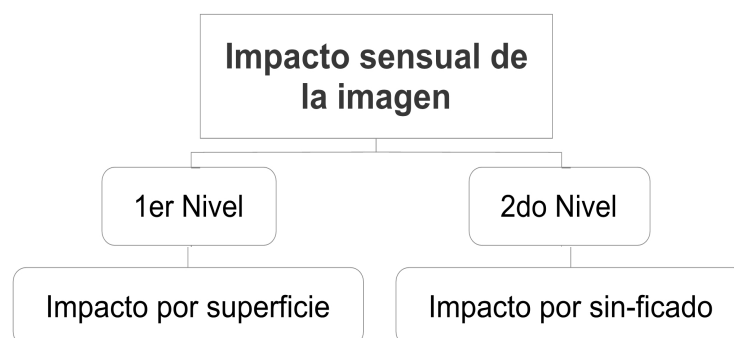 Impacto sensual de
la imagen
1er Nivel
2do Nivel
Impacto por superficie
Impacto por sin-ficado